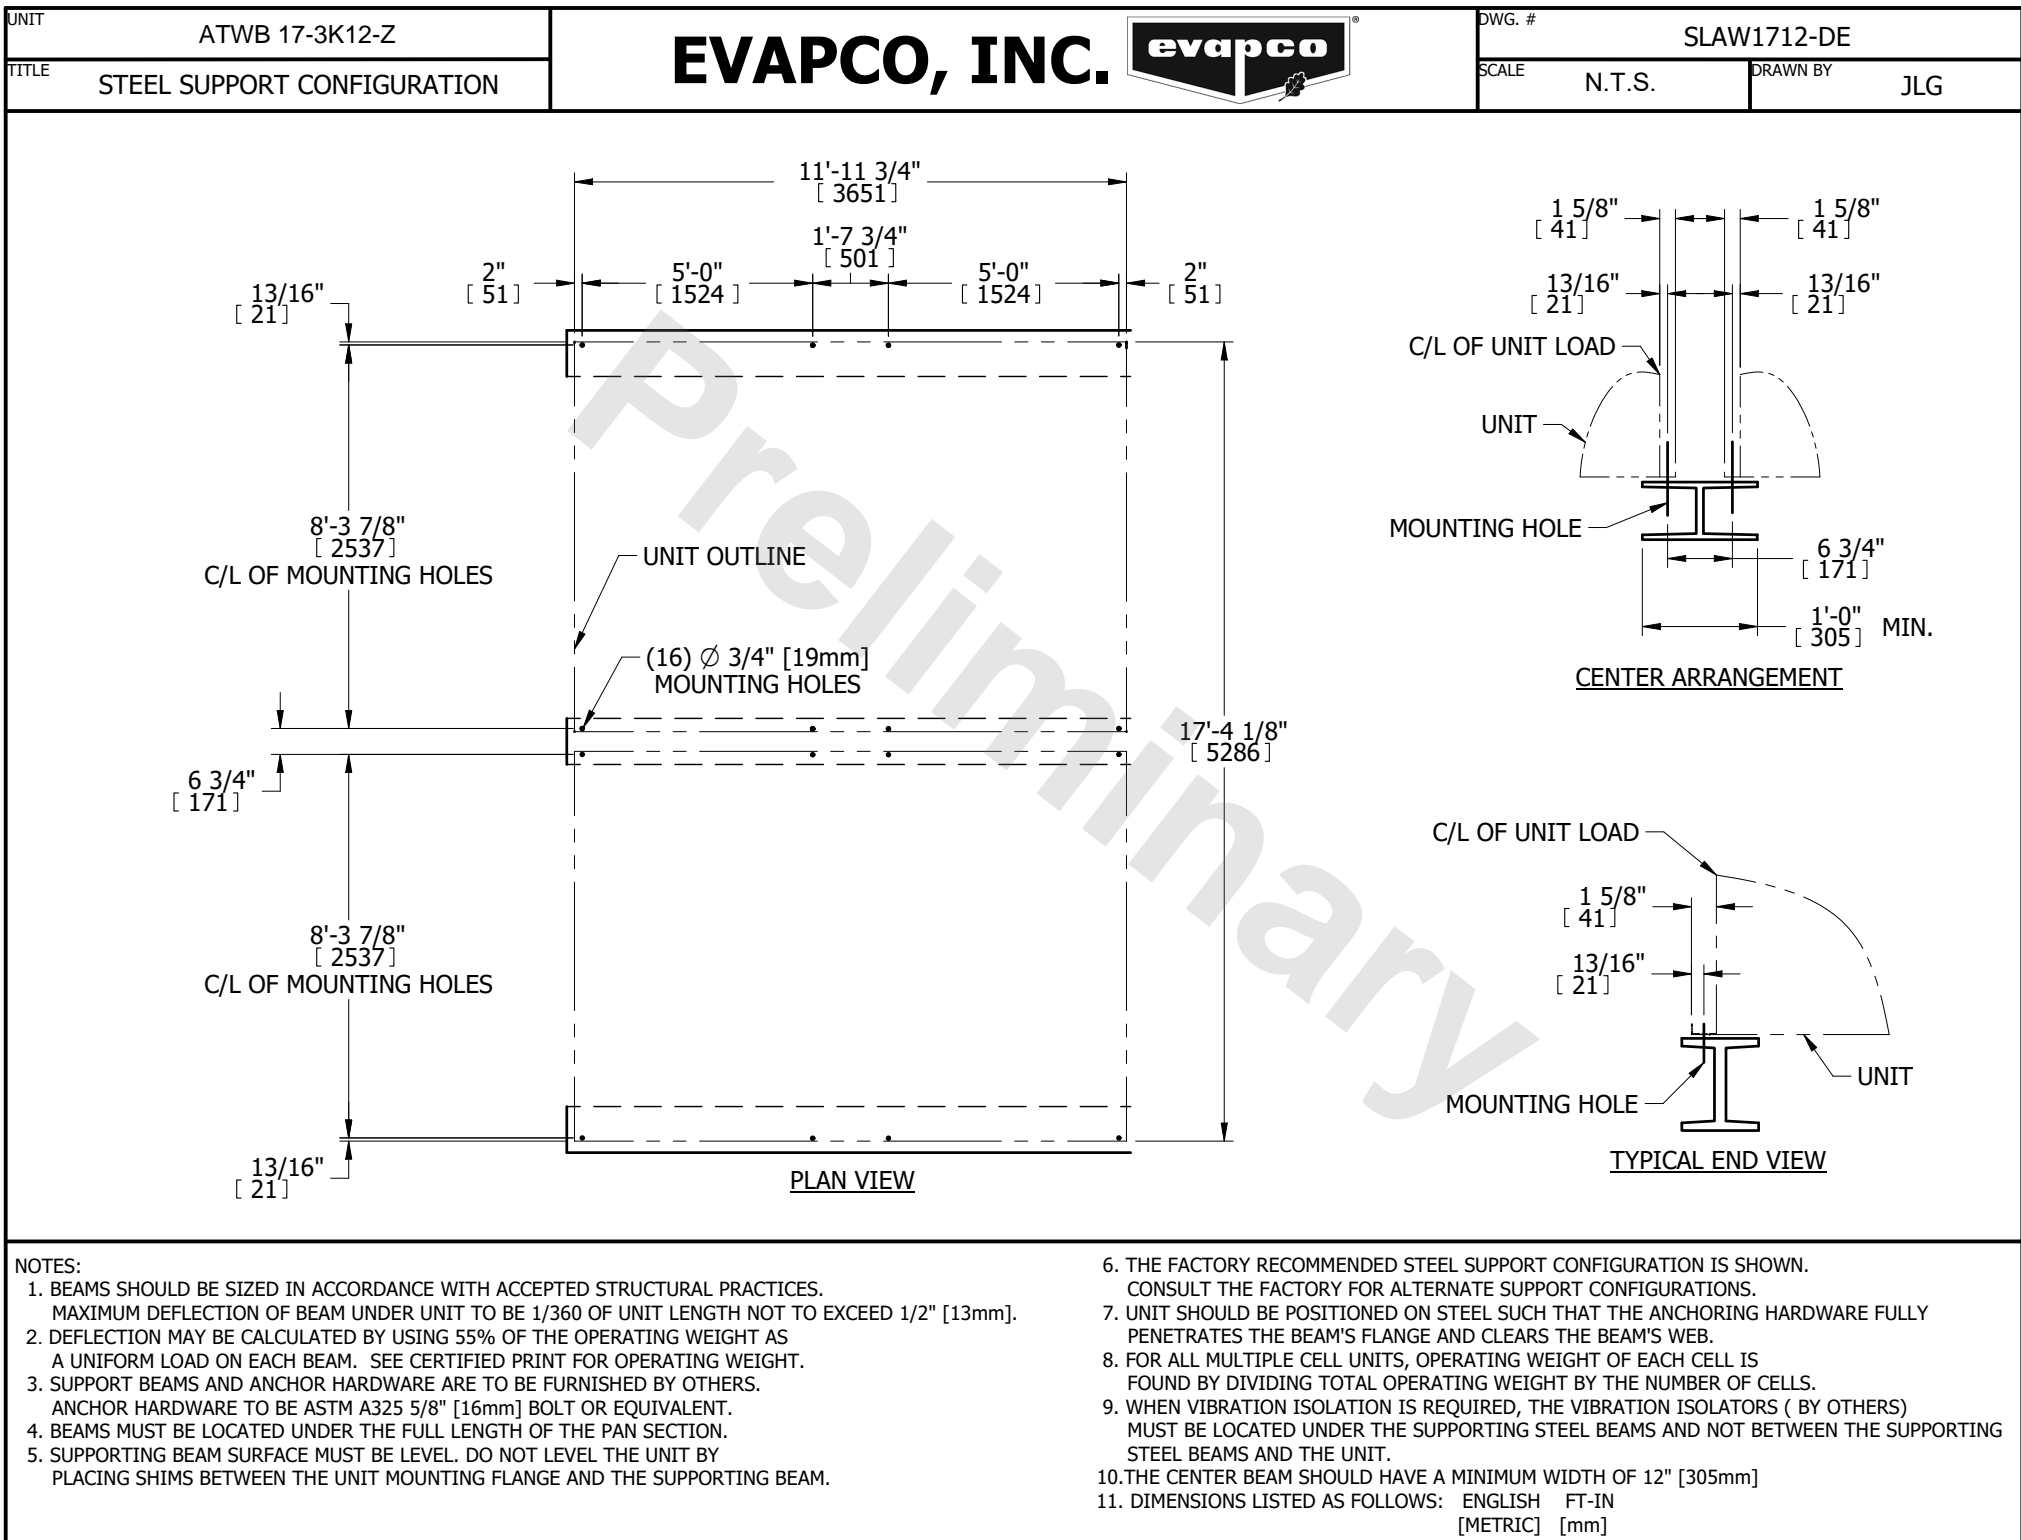 UNIT
ATWB 17-3K12-Z
TITLE
STEEL SUPPORT CONFIGURATION
EVAPCO, INC.
evapco
®
DWG. #
SLAW1712-DE
SCALE
N.T.S.
DRAWN BY
JLG
11'-11 3/4"
[ 3651]
1'-7 3/4"
[ 501 ]
2"
[ 51]
5'-0"
[ 1524 ]
5'-0"
[ 1524]
2"
[ 51]
13/16"
[ 21]
8'-3 7/8"
[ 2537]
C/L OF MOUNTING HOLES
UNIT OUTLINE
(16) Ø 3/4" [19mm]
MOUNTING HOLES
6 3/4"
[ 171]
17'-4 1/8"
[ 5286]
8'-3 7/8"
[ 2537]
C/L OF MOUNTING HOLES
13/16"
[ 21]
PLAN VIEW
Preliminary
1 5/8"
[ 41]
1 5/8"
[ 41]
13/16"
[ 21]
13/16"
[ 21]
C/L OF UNIT LOAD
UNIT
MOUNTING HOLE
6 3/4"
[ 171]
1'-0"
[ 305]
MIN.
CENTER ARRANGEMENT
C/L OF UNIT LOAD
1 5/8"
[ 41]
13/16"
[ 21]
UNIT
MOUNTING HOLE
TYPICAL END VIEW
NOTES:
1. BEAMS SHOULD BE SIZED IN ACCORDANCE WITH ACCEPTED STRUCTURAL PRACTICES.
MAXIMUM DEFLECTION OF BEAM UNDER UNIT TO BE 1/360 OF UNIT LENGTH NOT TO EXCEED 1/2" [13mm].
2. DEFLECTION MAY BE CALCULATED BY USING 55% OF THE OPERATING WEIGHT AS
A UNIFORM LOAD ON EACH BEAM. SEE CERTIFIED PRINT FOR OPERATING WEIGHT.
3. SUPPORT BEAMS AND ANCHOR HARDWARE ARE TO BE FURNISHED BY OTHERS.
ANCHOR HARDWARE TO BE ASTM A325 5/8" [16mm] BOLT OR EQUIVALENT.
4. BEAMS MUST BE LOCATED UNDER THE FULL LENGTH OF THE PAN SECTION.
5. SUPPORTING BEAM SURFACE MUST BE LEVEL. DO NOT LEVEL THE UNIT BY
PLACING SHIMS BETWEEN THE UNIT MOUNTING FLANGE AND THE SUPPORTING BEAM.
6. THE FACTORY RECOMMENDED STEEL SUPPORT CONFIGURATION IS SHOWN.
CONSULT THE FACTORY FOR ALTERNATE SUPPORT CONFIGURATIONS.
7. UNIT SHOULD BE POSITIONED ON STEEL SUCH THAT THE ANCHORING HARDWARE FULLY
PENETRATES THE BEAM'S FLANGE AND CLEARS THE BEAM'S WEB.
8. FOR ALL MULTIPLE CELL UNITS, OPERATING WEIGHT OF EACH CELL IS
FOUND BY DIVIDING TOTAL OPERATING WEIGHT BY THE NUMBER OF CELLS.
9. WHEN VIBRATION ISOLATION IS REQUIRED, THE VIBRATION ISOLATORS ( BY OTHERS)
MUST BE LOCATED UNDER THE SUPPORTING STEEL BEAMS AND NOT BETWEEN THE SUPPORTING
STEEL BEAMS AND THE UNIT.
10.THE CENTER BEAM SHOULD HAVE A MINIMUM WIDTH OF 12" [305mm]
11. DIMENSIONS LISTED AS FOLLOWS: ENGLISH FT-IN
[METRIC] [mm]